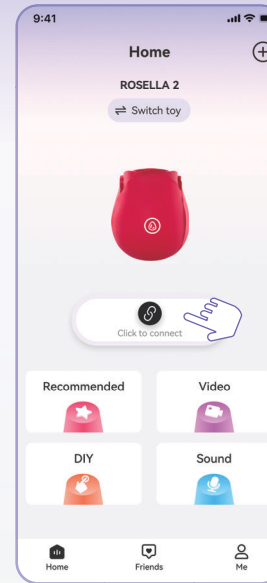 9:41
Home
ROSELLA 2
Switch toy
Click to connect
Recommended
Video
DIY
Sound
Home
Friends
Me